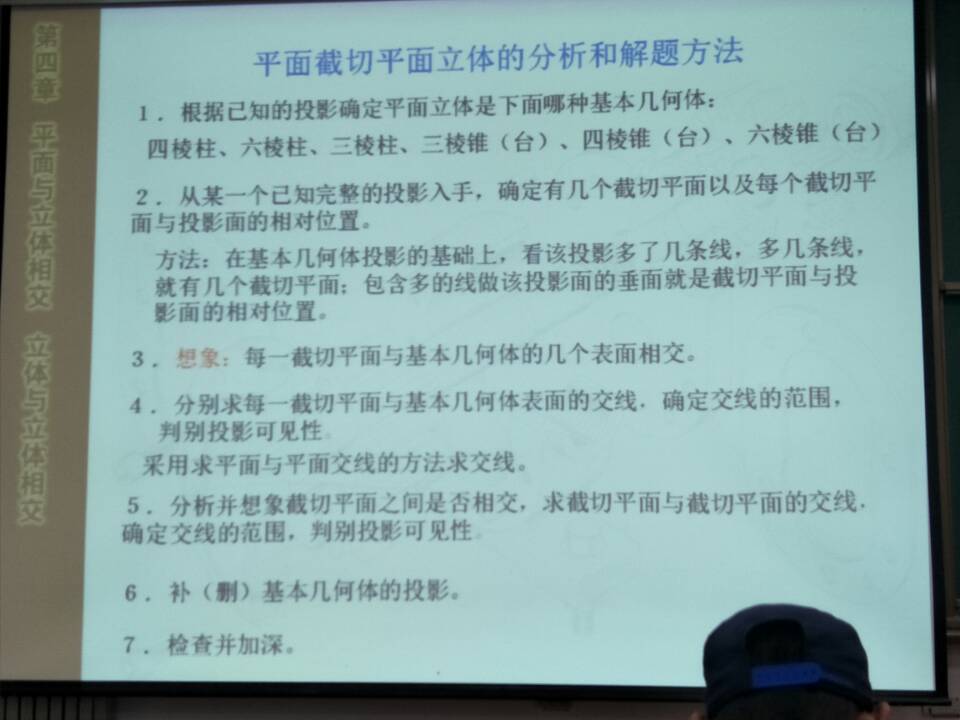 第四章 平面与立体相交 立体与立体相交
平面截切平面立体的分析和解题方法
1．根据已知的投影确定平面立体是下面哪种基本几何体：
四棱柱、六棱柱、三棱柱、三棱锥（台）、四棱锥（台）、六棱锥（台）
2．从某一个已知完整的投影入手，确定有几个截切平面以及每个截切平
面与投影面的相对位置。
方法：在基本几何体投影的基础上，看该投影多了几条线，多几条线，
就有几个截切平面；包含多的线做该投影面的垂面就是截切平面与投
影面的相对位置。
3．想象：每一截切平面与基本几何体的几个表面相交。
4．分别求每一截切平面与基本几何体表面的交线．确定交线的范围，
判别投影可见性。
采用求平面与平面交线的方法求交线。
5．分析并想象截切平面之间是否相交，求截切平面与截切平面的交线．
确定交线的范围，判别投影可见性。
6．补（删）基本几何体的投影。
7．检查并加深。